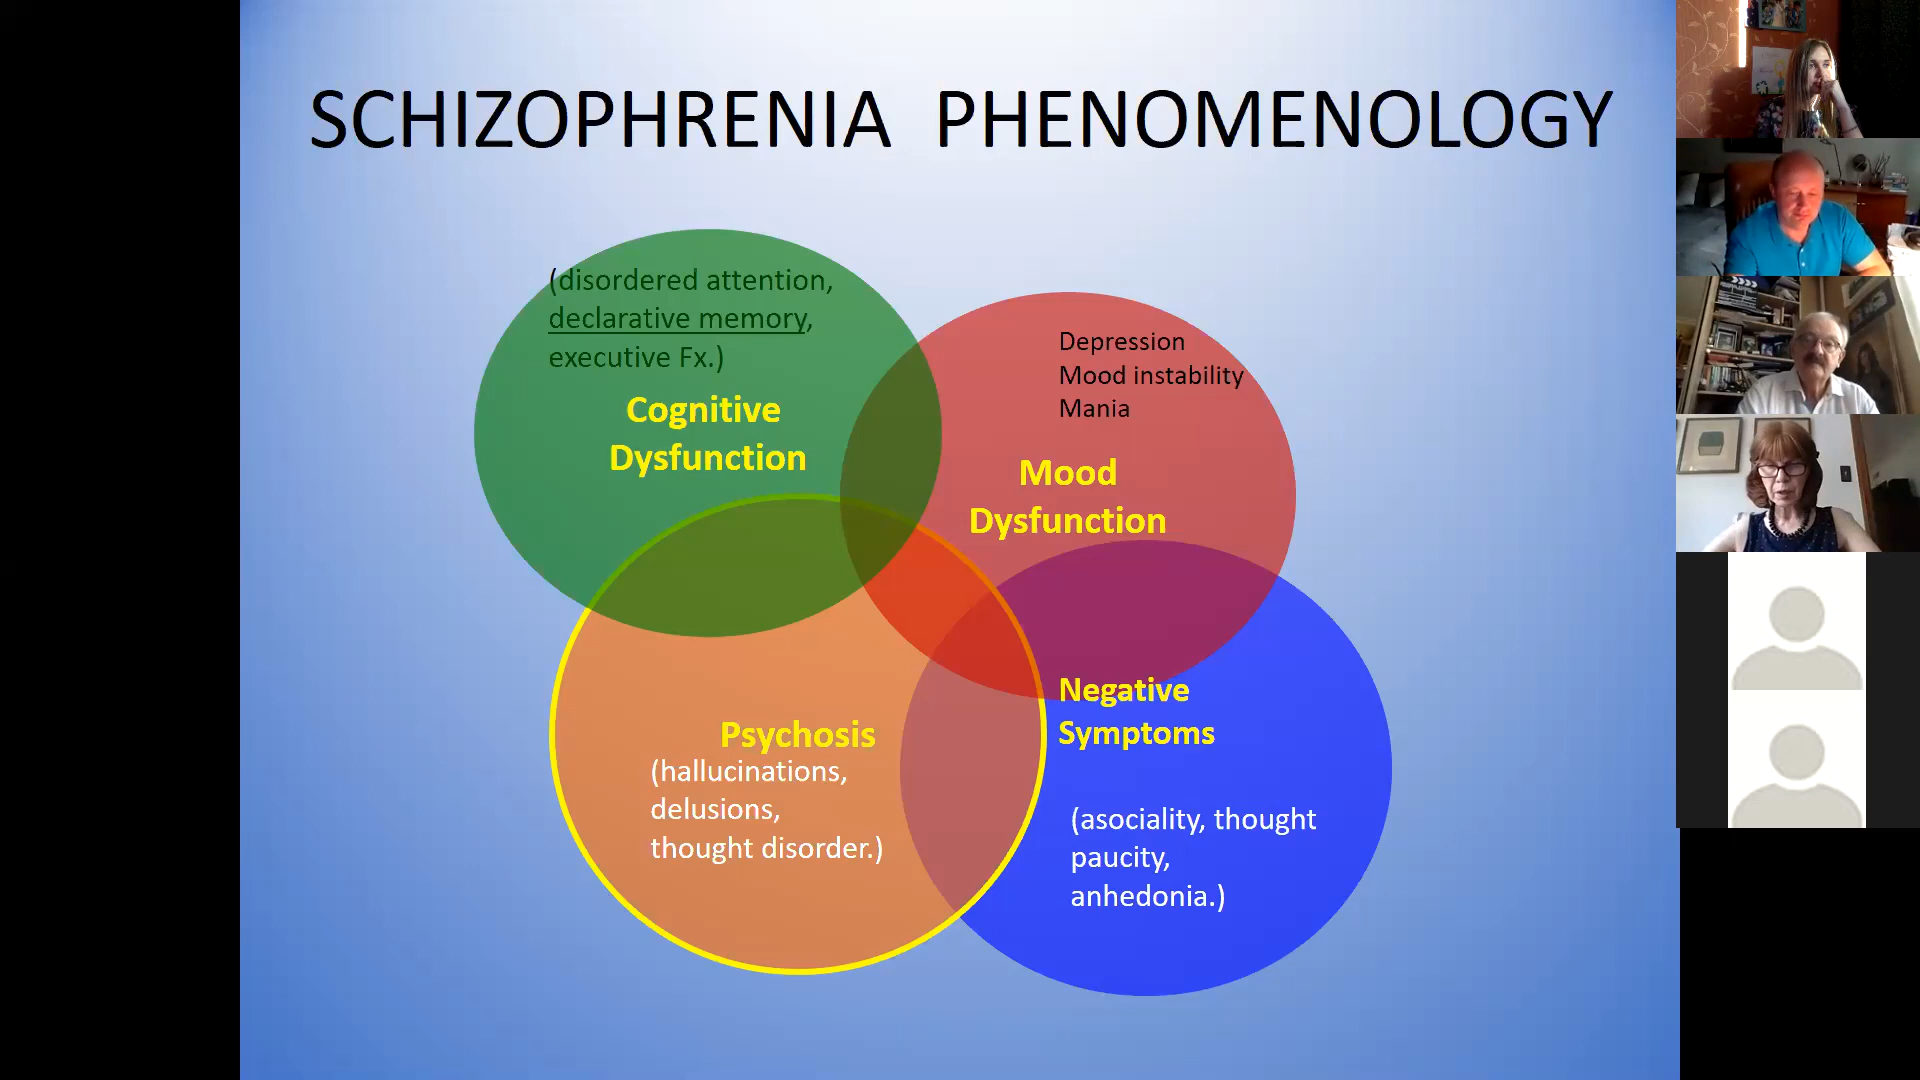 SCHIZOPHRENIA PHENOMENOLOGY
(disordered attention,
declarative memory,
executive Fx.)
Cognitive
Dysfunction
Depression
Mood instability
Mania
Mood
Dysfunction
Psychosis
(hallucinations,
delusions,
thought disorder.)
Negative
Symptoms
(asociality, thought
paucity,
anhedonia.)